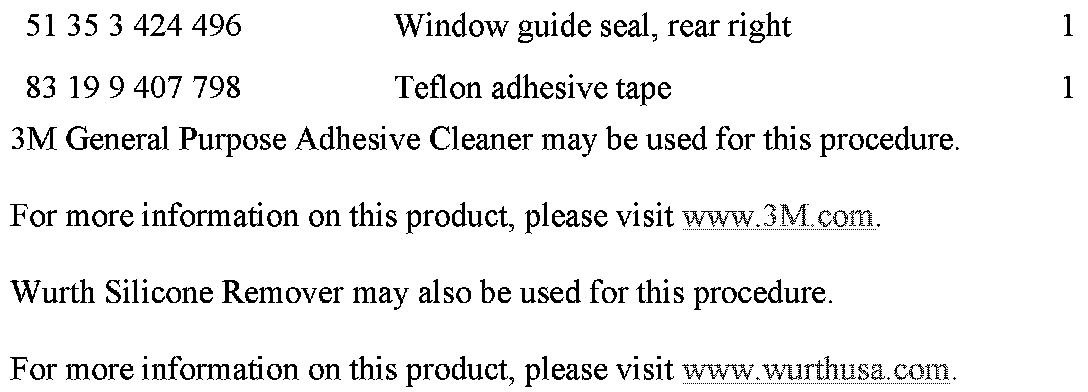 51 35 3 424 496 Window guide seal, rear right 1
83 19 9 407 798 Teflon adhesive tape 1
3M General Purpose Adhesive Cleaner may be used for this procedure.
For more information on this product, please visit www.3M.com.
Wurth Silicone Remover may also be used for this procedure.
For more information on this product, please visit www.wurthusa.com.